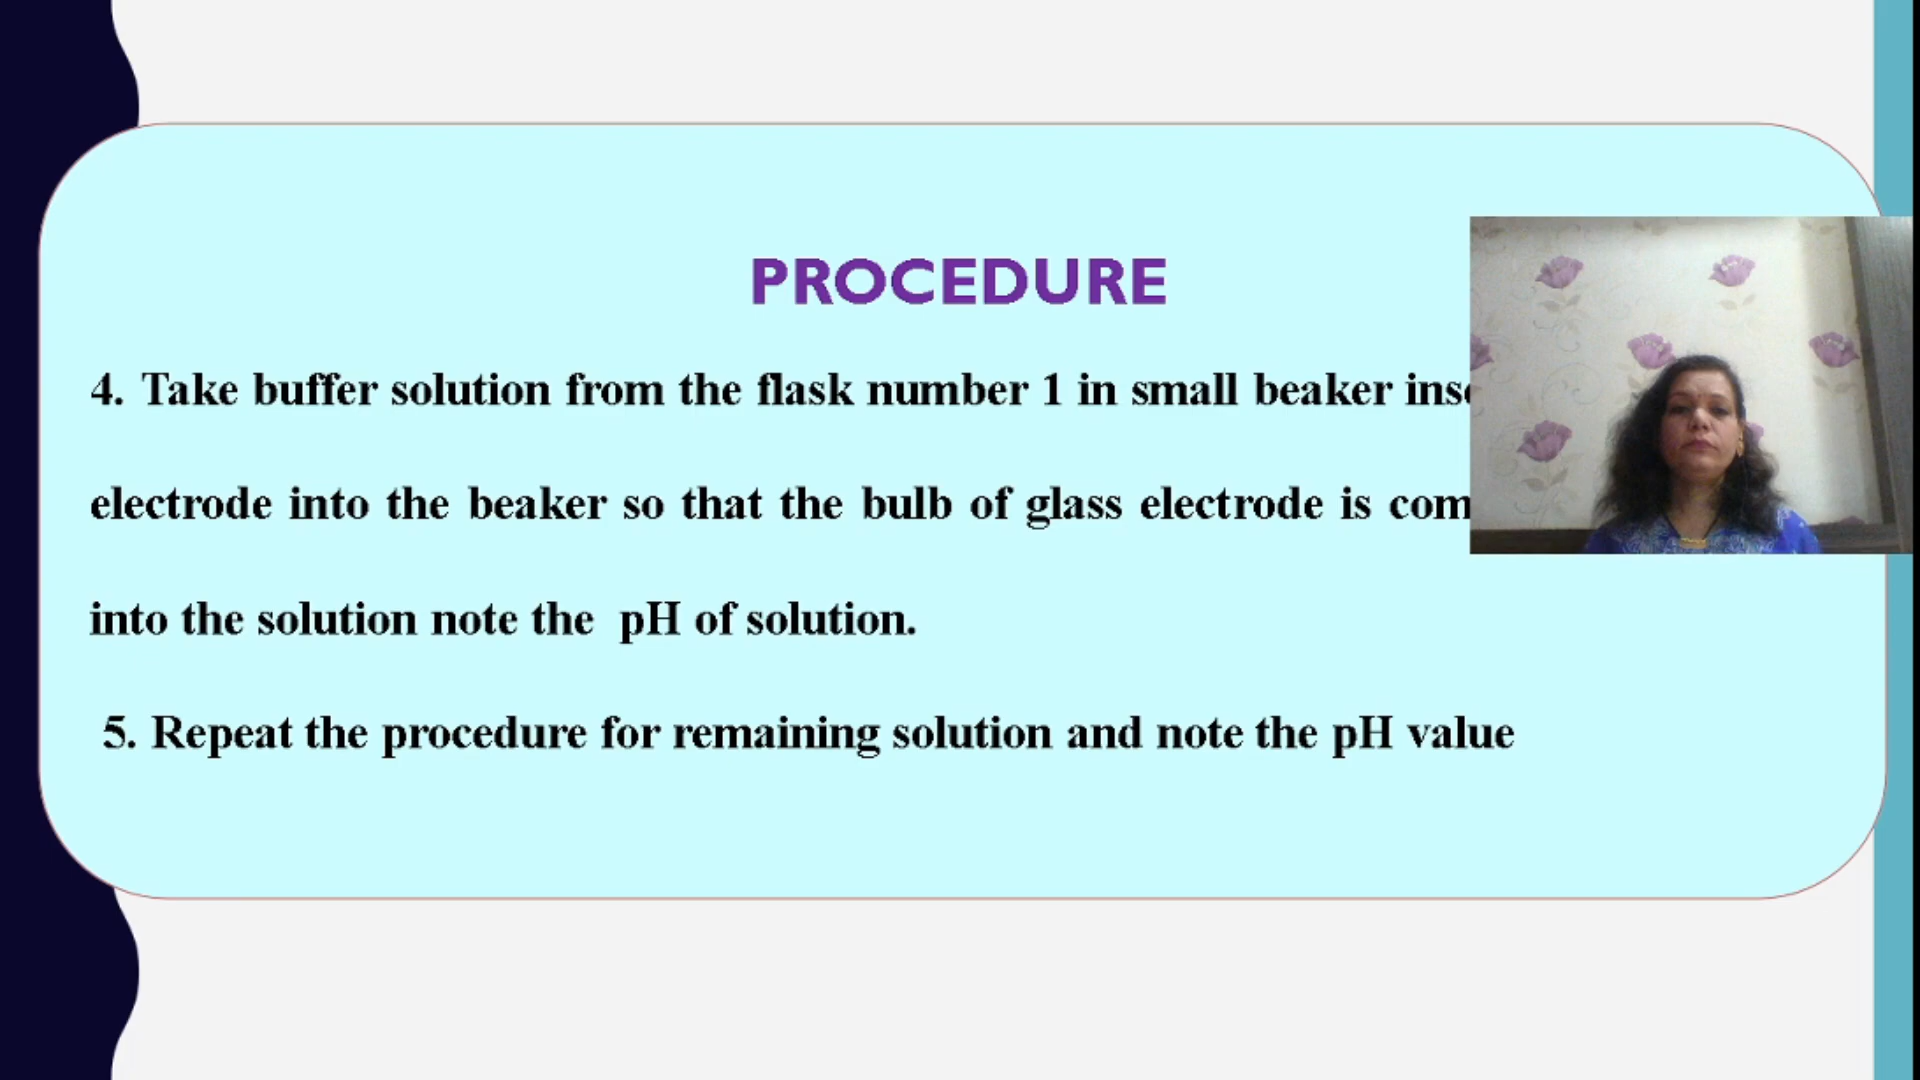 PROCEDURE
4. Take buffer solution from the flask number 1 in small beaker
electrode into the beaker so that the bulb of glass electrode is
into the solution note the pH of solution.
5. Repeat the procedure for remaining solution and note the pH value